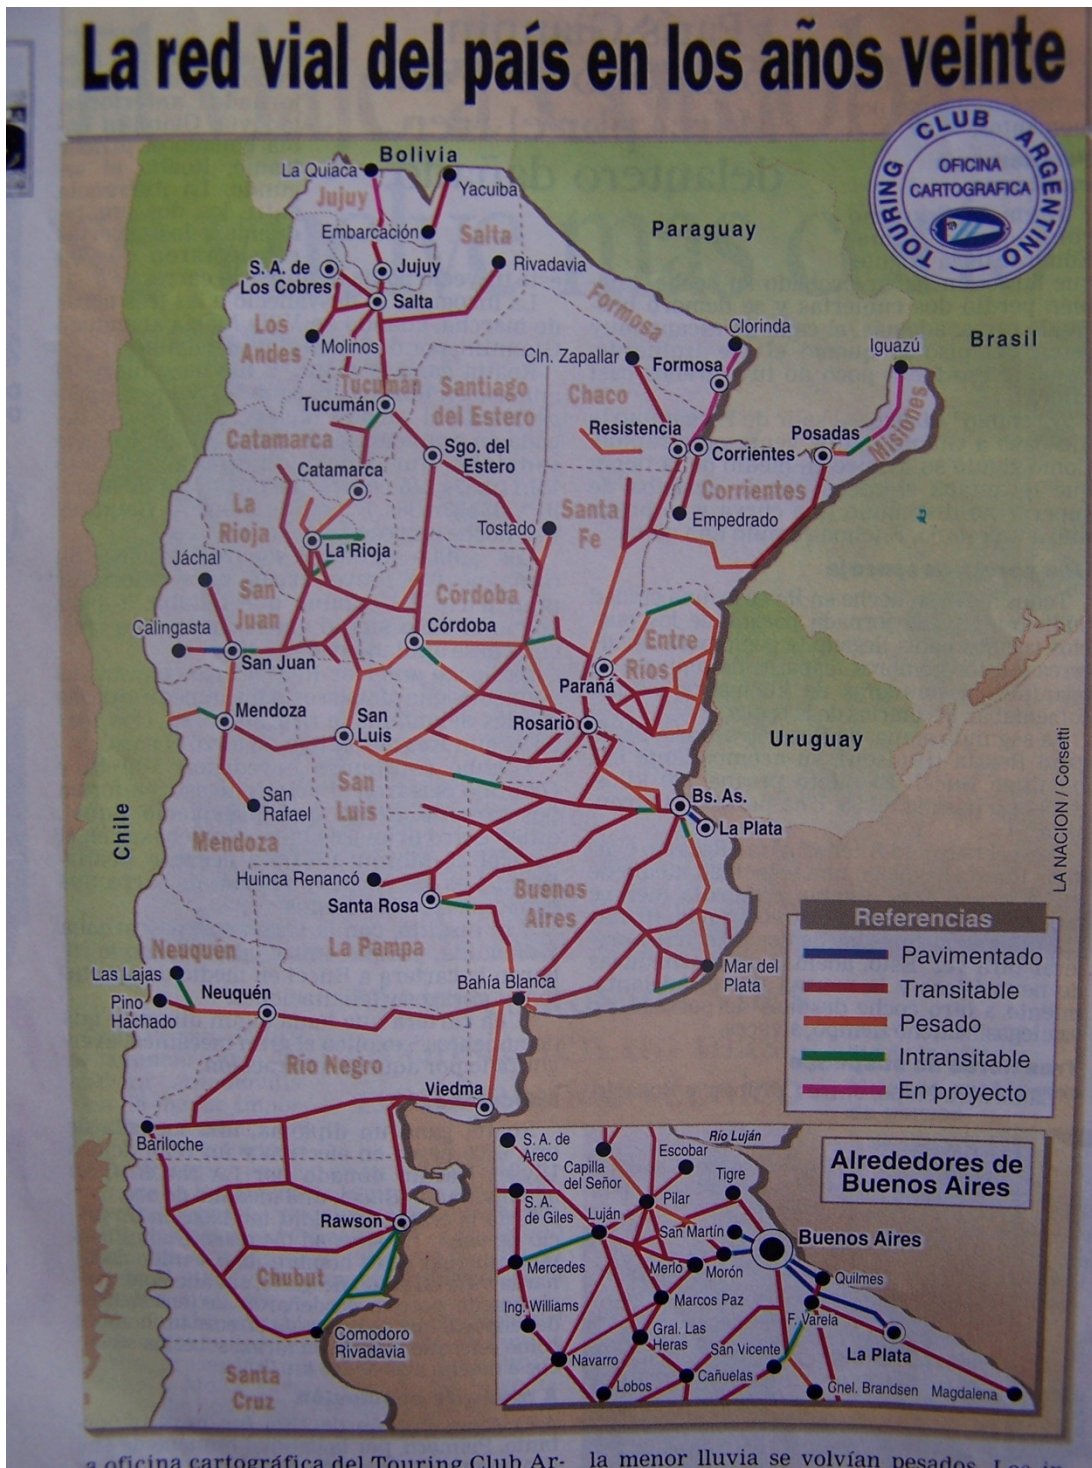 La red vial del país en los años veinte
TOURING CLUB ARGENTINO
OFICINA
CARTOGRAFICA
Bolivia
La Quiaca
Yacuiba
Jujuy
Embarcación
Salta
Paraguay
S. A. de
Los Cobres
Jujuy
Rivadavia
Salta
Formosa
Los
Andes
Molinos
Clorinda
Brasil
Iguazú
Cln. Zapallar
Formosa
Tucumán
Santiago
del Estero
Chaco
Misiones
Tucumán
Catamarca
Resistencia
Corrientes
Posadas
Sgo. del
Estero
Catamarca
Corrientes
La
Rioja
Santa
Fe
Empedrado
Tostado
La Rioja
Jáchal
San
Juan
Córdoba
Calingasta
Córdoba
Entre
Rios
San Juan
Paraná
Mendoza
San
Luis
Rosario
Uruguay
San
Luis
San
Rafael
Bs. As.
La Plata
Chile
Mendoza
Huinca Renancó
Santa Rosa
Buenos
Aires
La Pampa
Neuquén
Las Lajas
Pino
Hachado
Neuquén
Bahía Blanca
Mar del
Plata
Río Negro
Viedma
Bariloche
Rawson
Chubut
Comodoro
Rivadavia
Santa
Cruz
LA NACION / Corsetti
Referencias
Pavimentado
Transitable
Pesado
Intransitable
En proyecto
Alrededores de
Buenos Aires
Río Luján
S. A. de
Areco
Capilla
del Señor
Escobar
Tigre
S. A.
de Giles
Luján
Pilar
San Martín
Buenos Aires
Mercedes
Merlo
Morón
Quilmes
Ing. Williams
Marcos Paz
F. Varela
Gral. Las
Heras
San Vicente
La Plata
Navarro
Cañuelas
Lobos
Gnel. Brandsen
Magdalena
a oficina cartográfica del Touring Club Ar-
la menor lluvia se volvían pesados. Los in-